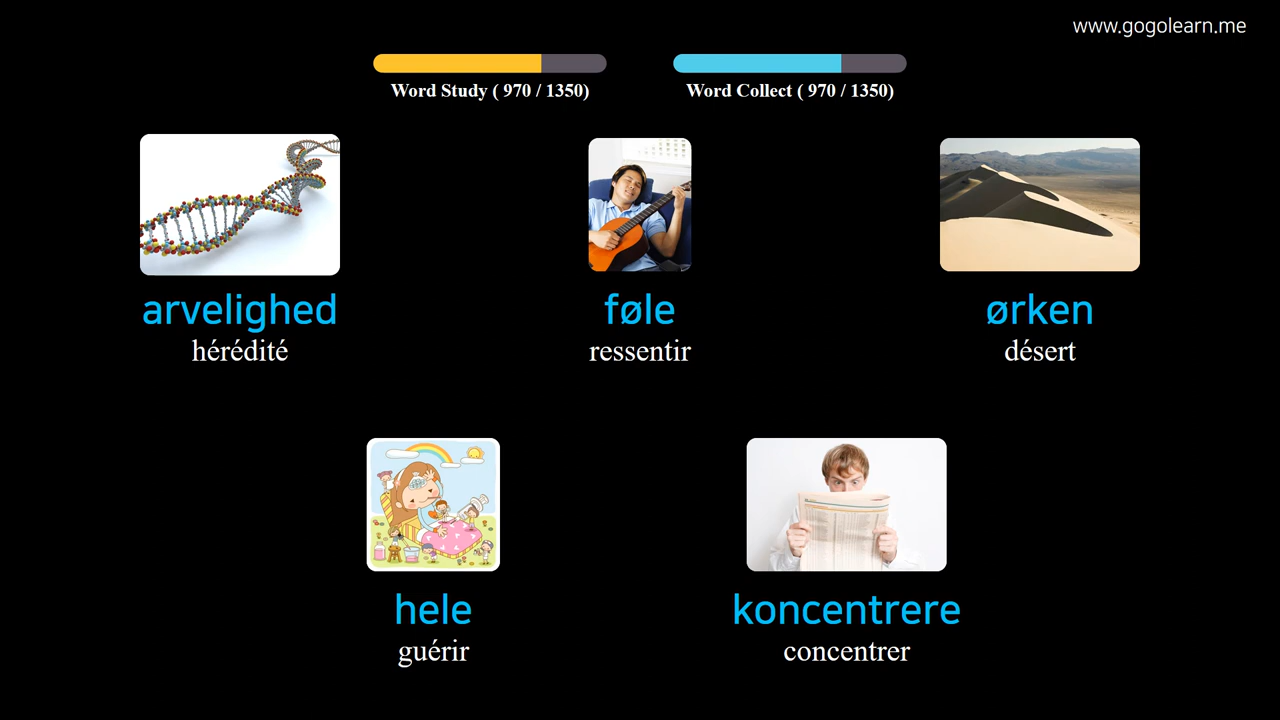 www.gogolearn.me
Word Study ( 970 / 1350)
Word Collect ( 970 / 1350)
arvelighed
hérédité
føle
ressentir
ørken
désert
hele
guérir
koncentrere
concentrer